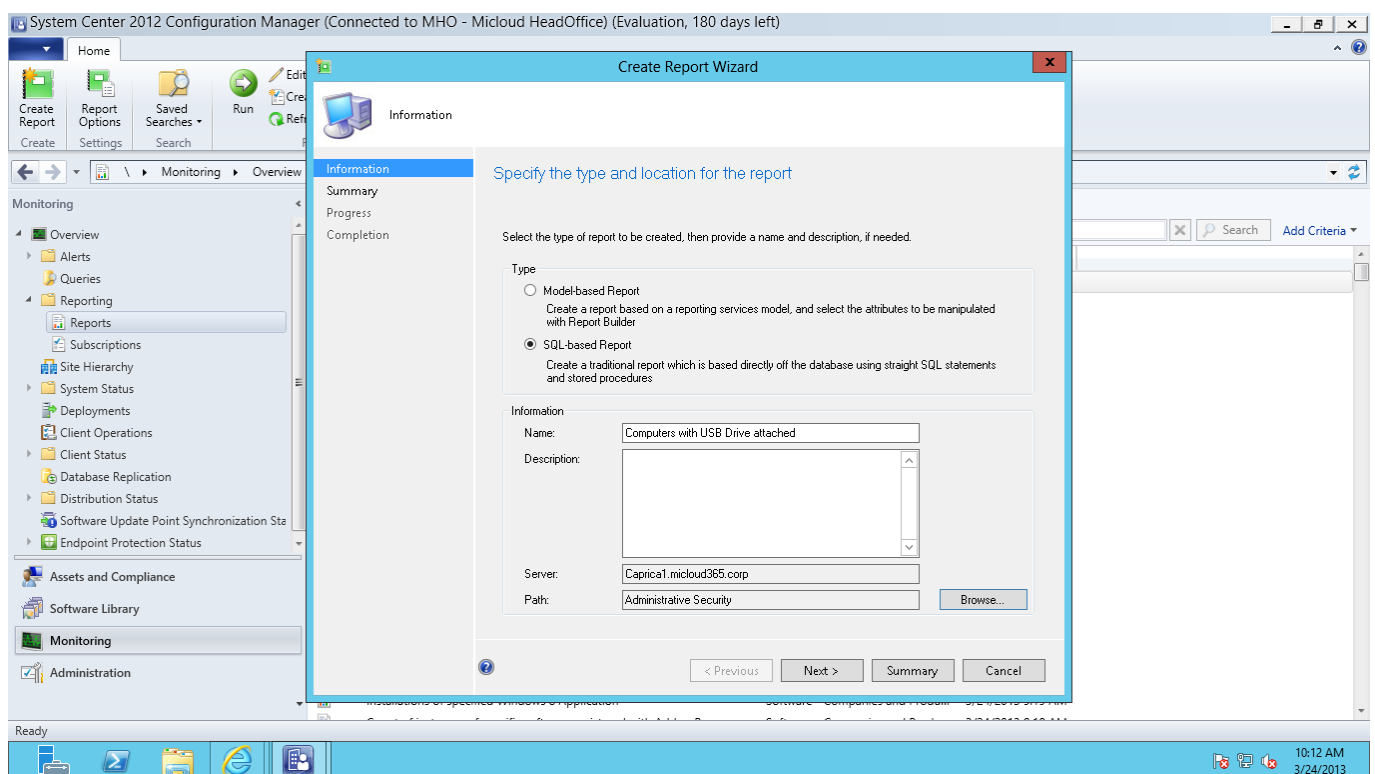 System Center 2012 Configuration Manager (Connected to MHO - Micloud HeadOffice) (Evaluation, 180 days left)
Home
Create Report
Report Options
Saved Searches
Run
Edit
Cre
Refr
Create
Settings
Search
\ Monitoring Overview
Monitoring
Overview
Alerts
Queries
Reporting
Reports
Subscriptions
Site Hierarchy
System Status
Deployments
Client Operations
Client Status
Database Replication
Distribution Status
Software Update Point Synchronization Sta
Endpoint Protection Status
Assets and Compliance
Software Library
Monitoring
Administration
Search
Add Criteria
Create Report Wizard
Information
Information
Summary
Progress
Completion
Specify the type and location for the report
Select the type of report to be created, then provide a name and description, if needed.
Type
Model-based Report
Create a report based on a reporting services model, and select the attributes to be manipulated
with Report Builder
SQL-based Report
Create a traditional report which is based directly off the database using straight SQL statements
and stored procedures
Information
Name: Computers with USB Drive attached
Description:
Server: Caprica1.micloud365.corp
Path: Administrative Security Browse...
< Previous Next > Summary Cancel
Ready
10:12 AM
3/24/2013